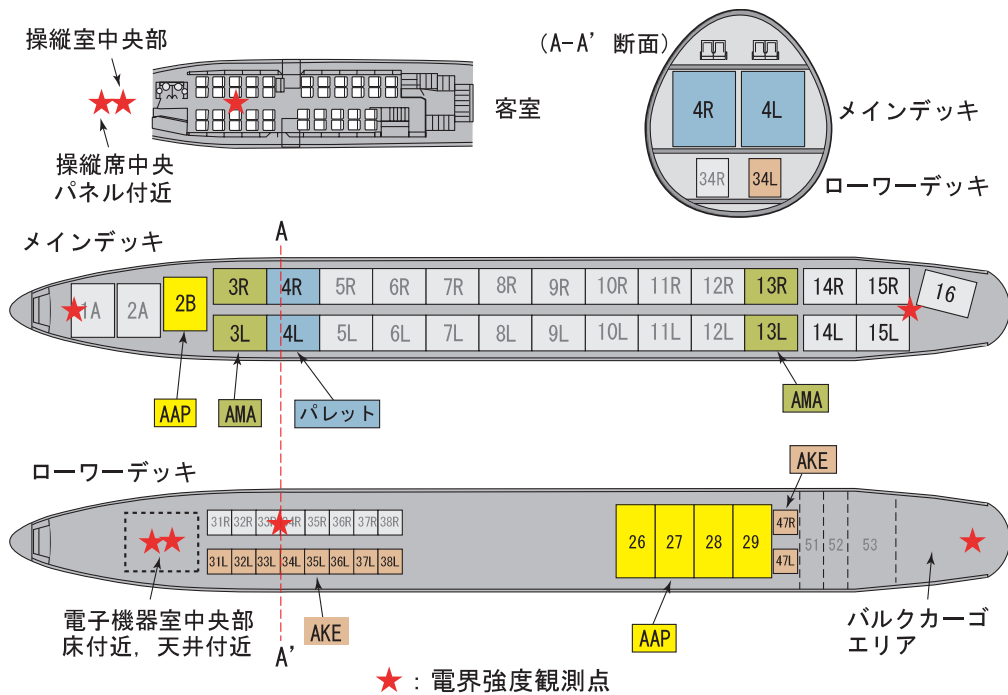 操縦室中央部
操縦席中央
パネル付近
客室
（A-A’ 断面）
4R 4L
34R 34L
メインデッキ
ローワーデッキ
メインデッキ
A
1A 2A 2B 3R 4R 5R 6R 7R 8R 9R 10R 11R 12R 13R 14R 15R 16
3L 4L 5L 6L 7L 8L 9L 10L 11L 12L 13L 14L 15L
AAP AMA パレット AMA
ローワーデッキ
AKE
31R 32R 33R 34R 35R 36R 37R 38R
31L 32L 33L 34L 35L 36L 37L 38L
26 27 28 29
47R
47L
51 52 53
電子機器室中央部
床付近，天井付近
A’
AKE
AAP
バルクカーゴ
エリア
★：電界強度観測点